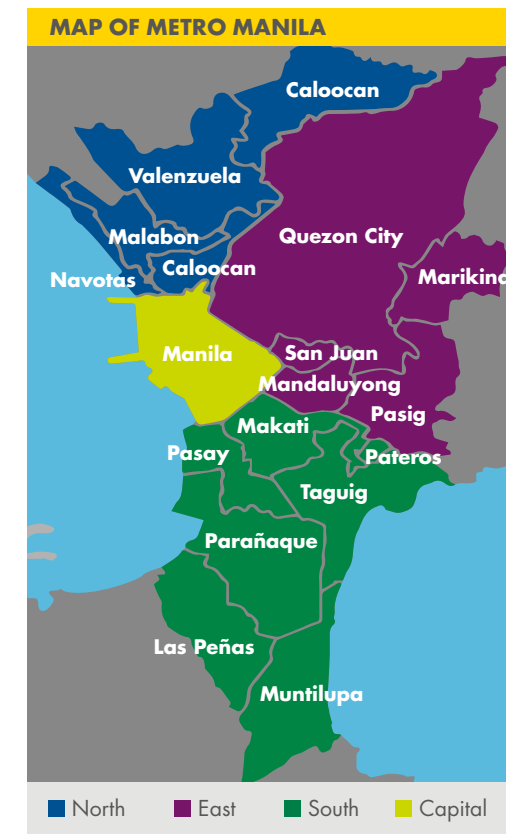 MAP OF METRO MANILA
Caloocan
Valenzuela
Malabon
Quezon City
Caloocan
Navotas
Marikina
Manila
San Juan
Mandaluyong
Pasig
Makati
Pasay
Pateros
Taguig
Parañaque
Las Peñas
Muntilupa
North
East
South
Capital